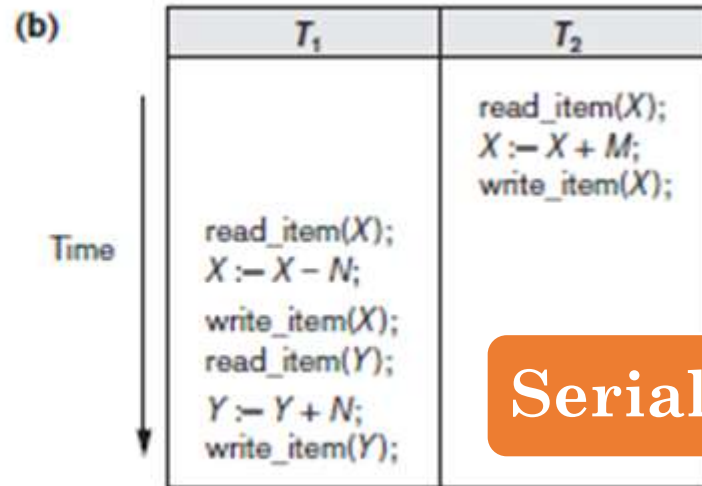 (b)
T₁ T₂
read_item(X);
X := X + M;
write_item(X);
Time
read_item(X);
X := X – N;
write_item(X);
read_item(Y);
Y := Y + N;
write_item(Y);
Serial